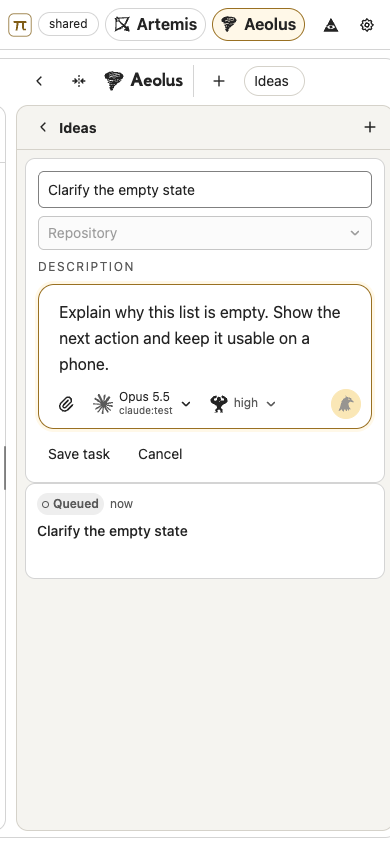 π shared Artemis Aeolus
Aeolus Ideas
Ideas
Clarify the empty state
Repository
DESCRIPTION
Explain why this list is empty. Show the
next action and keep it usable on a
phone.
Opus 5.5
claude:test
high
Save task Cancel
Queued now
Clarify the empty state